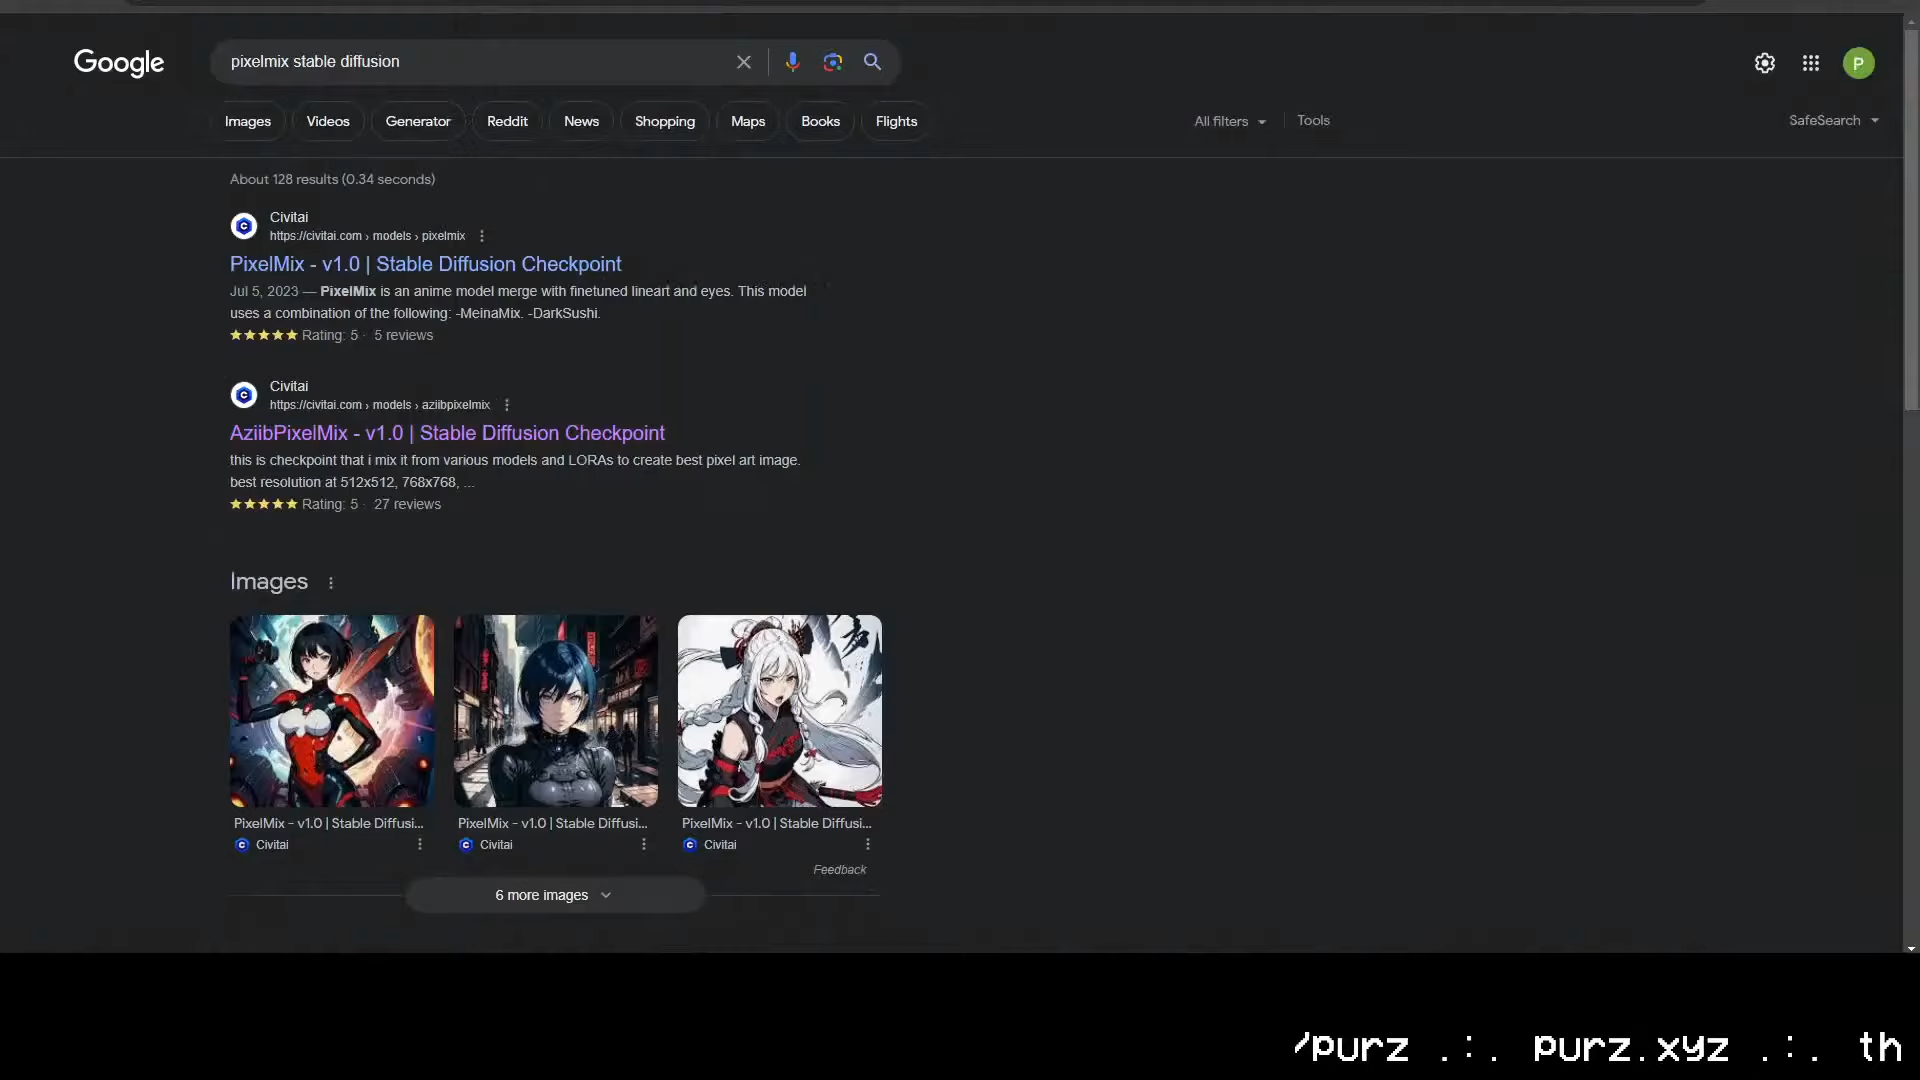 Google
pixelmix stable diffusion
Images
Videos
Generator
Reddit
News
Shopping
Maps
Books
Flights
All filters
Tools
SafeSearch
P
About 128 results (0.34 seconds)
Civitai
https://civitai.com › models › pixelmix
PixelMix - v1.0 | Stable Diffusion Checkpoint
Jul 5, 2023 — PixelMix is an anime model merge with finetuned lineart and eyes. This model
uses a combination of the following: -MeinaMix. -DarkSushi.
Rating: 5 · 5 reviews
Civitai
https://civitai.com › models › aziibpixelmix
AziibPixelMix - v1.0 | Stable Diffusion Checkpoint
this is checkpoint that i mix it from various models and LORAs to create best pixel art image.
best resolution at 512x512, 768x768, ...
Rating: 5 · 27 reviews
Images
PixelMix - v1.0 | Stable Diffusi...
Civitai
PixelMix - v1.0 | Stable Diffusi...
Civitai
PixelMix - v1.0 | Stable Diffusi...
Civitai
Feedback
6 more images
/purz .:. purz.xyz .:. th